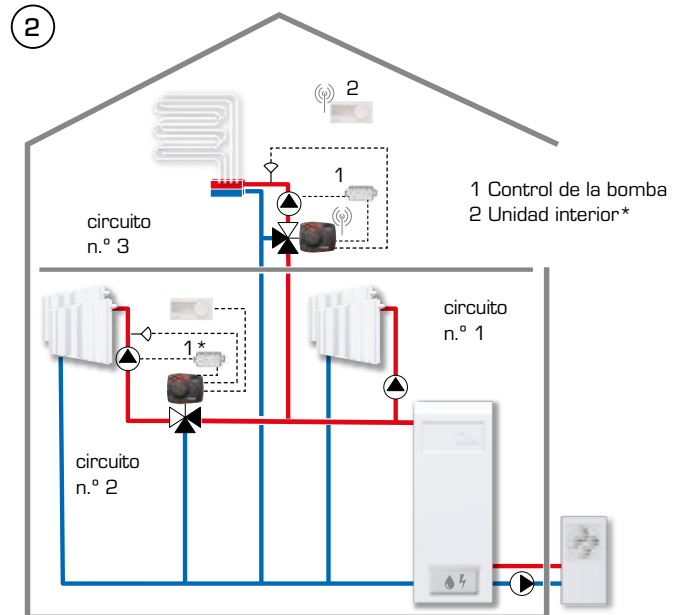 2
2
1
1 Control de la bomba
2 Unidad interior*
circuito
n.º 3
circuito
n.º 1
1*
circuito
n.º 2